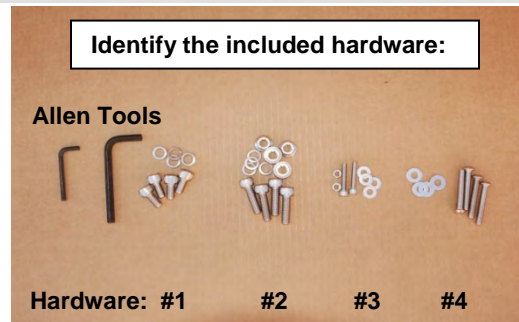 Identify the included hardware:
Allen Tools
Hardware: #1 #2 #3 #4